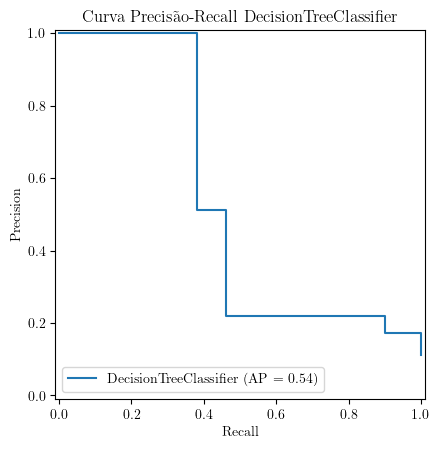 Curva Precisão-Recall DecisionTreeClassifier
1.0
0.8
0.6
0.4
0.2
0.0
Precision
DecisionTreeClassifier (AP = 0.54)
0.0 0.2 0.4 0.6 0.8 1.0
Recall